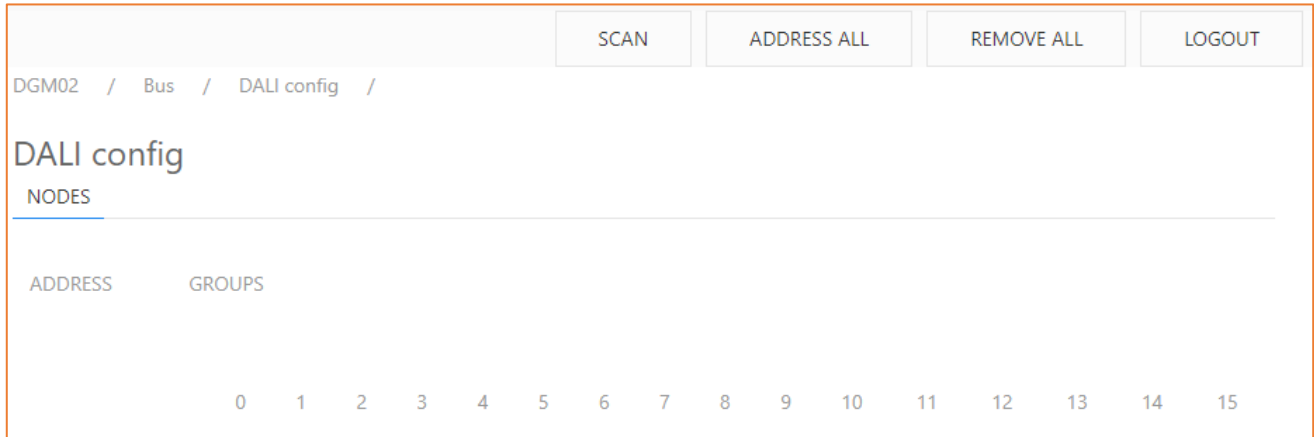 SCAN ADDRESS ALL REMOVE ALL LOGOUT
DGM02 / Bus / DALI config /
DALI config
NODES
ADDRESS GROUPS
0 1 2 3 4 5 6 7 8 9 10 11 12 13 14 15